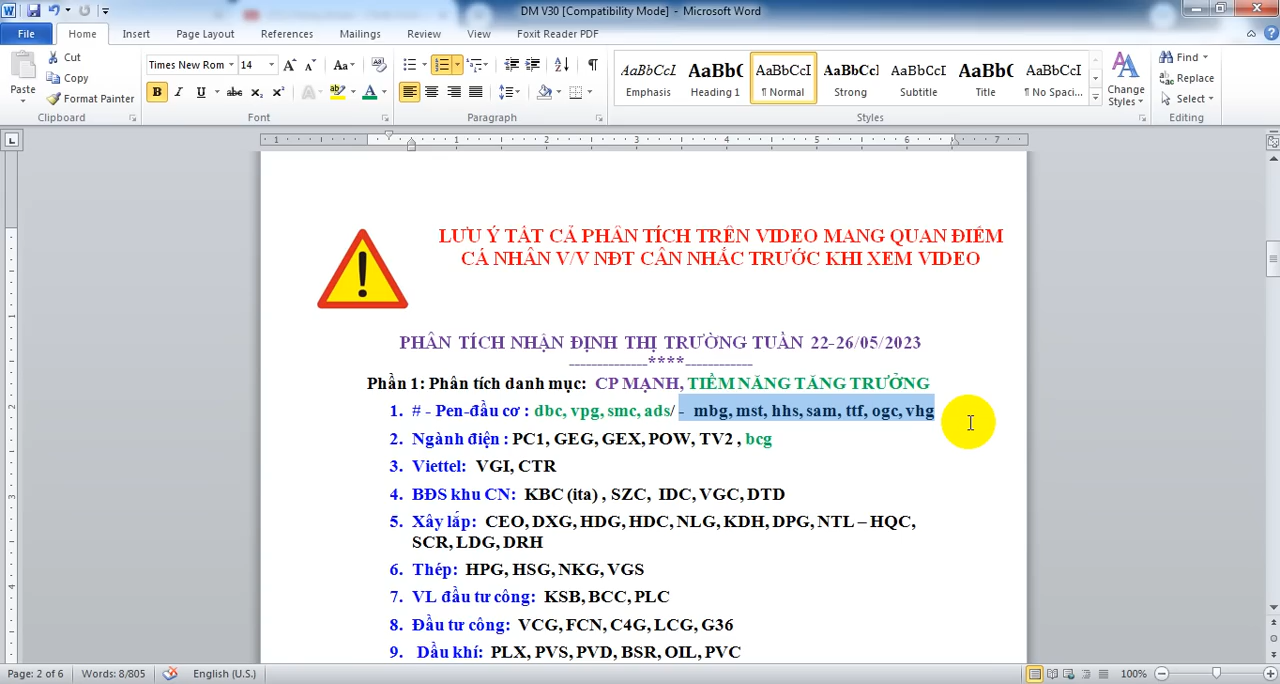 DM V30 [Compatibility Mode] - Microsoft Word
File Home Insert Page Layout References Mailings Review View Foxit Reader PDF
Cut
Copy
Format Painter
Paste
Clipboard
Times New Rom 14
Font
Paragraph
AaBbCcI AaBbC( AaBbCcI AaBbCc] AaBbCcI AaBb( AaBbCcI
Emphasis Heading 1 ¶ Normal Strong Subtitle Title ¶ No Spaci...
Styles
Change Styles
Find
Replace
Select
Editing
LƯU Ý TẤT CẢ PHÂN TÍCH TRÊN VIDEO MANG QUAN ĐIỂM
CÁ NHÂN V/V NĐT CÂN NHẮC TRƯỚC KHI XEM VIDEO
PHÂN TÍCH NHẬN ĐỊNH THỊ TRƯỜNG TUẦN 22-26/05/2023
--------------****------------
Phần 1: Phân tích danh mục: CP MẠNH, TIỀM NĂNG TĂNG TRƯỞNG
1. # - Pen-đầu cơ : dbc, vpg, smc, ads/ - mbg, mst, hhs, sam, ttf, ogc, vhg
2. Ngành điện : PC1, GEG, GEX, POW, TV2 , bcg
3. Viettel: VGI, CTR
4. BĐS khu CN: KBC (ita) , SZC, IDC, VGC, DTD
5. Xây lắp: CEO, DXG, HDG, HDC, NLG, KDH, DPG, NTL – HQC,
SCR, LDG, DRH
6. Thép: HPG, HSG, NKG, VGS
7. VL đầu tư công: KSB, BCC, PLC
8. Đầu tư công: VCG, FCN, C4G, LCG, G36
9. Dầu khí: PLX, PVS, PVD, BSR, OIL, PVC
Page: 2 of 6 Words: 8/805 English (U.S.) 100%